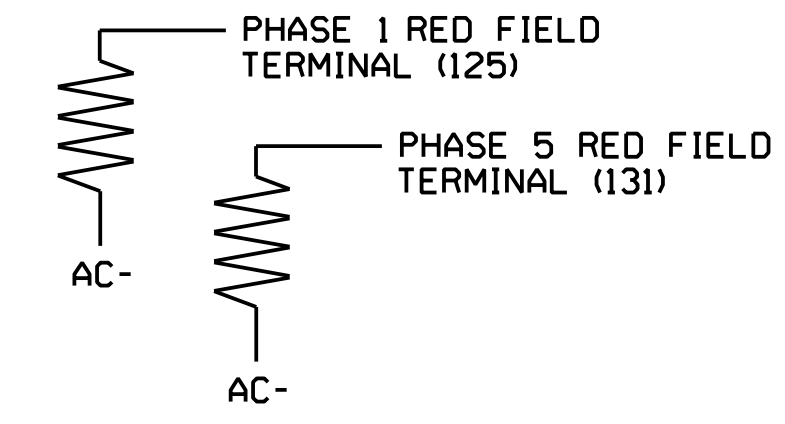 PHASE 1 RED FIELD
TERMINAL (125)
PHASE 5 RED FIELD
TERMINAL (131)
AC-
AC-